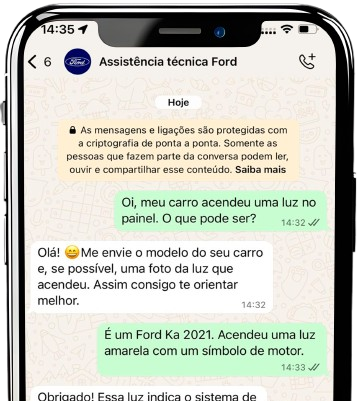 14:35
6
Ford
Assistência técnica Ford
Hoje
As mensagens e ligações são protegidas com
a criptografia de ponta a ponta. Somente as
pessoas que fazem parte da conversa podem ler,
ouvir e compartilhar esse conteúdo. Saiba mais
Oi, meu carro acendeu uma luz no
painel. O que pode ser?
14:32
Olá! 😄 Me envie o modelo do seu carro
e, se possível, uma foto da luz que
acendeu. Assim consigo te orientar
melhor.
14:32
É um Ford Ka 2021. Acendeu uma luz
amarela com um símbolo de motor.
14:33
Obrigado! Essa luz indica o sistema de